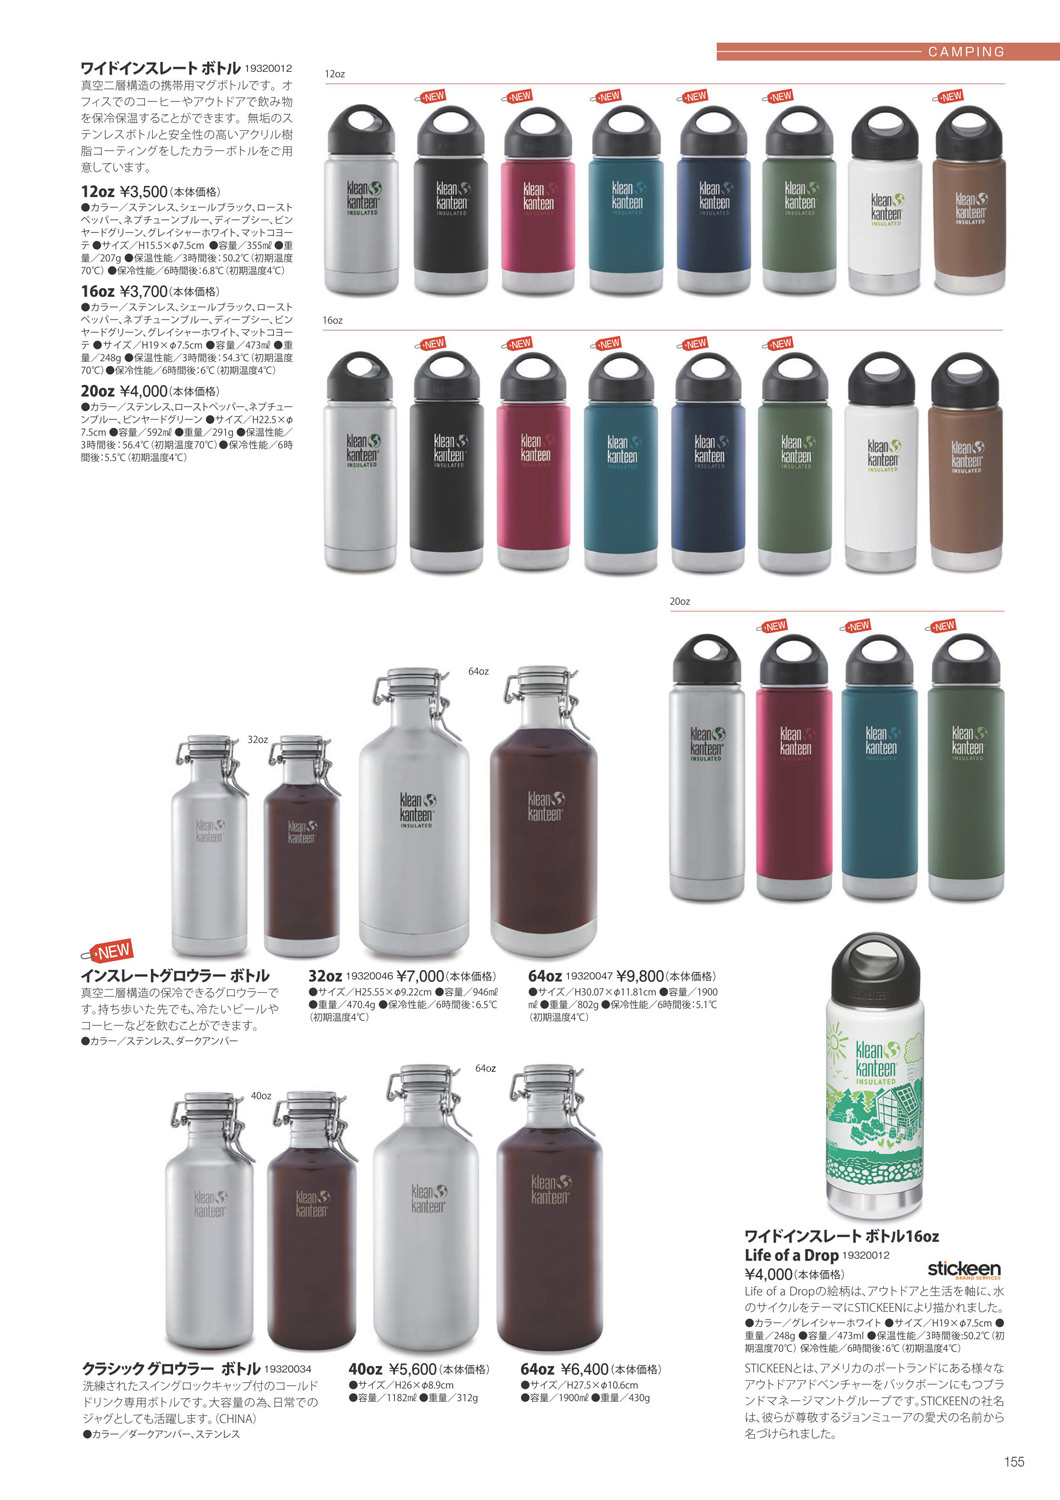 CAMPING
ワイドインスレート ボトル 19320012
真空二層構造の携帯用マグボトルです。オ
フィスでのコーヒーやアウトドアで飲み物
を保冷保温することができます。無垢のス
テンレスボトルと安全性の高いアクリル樹
脂コーティングをしたカラーボトルをご用
意しています。
12oz ¥3,500(本体価格)
●カラー／ステンレス、シェールブラック、ロースト
ペッパー、ネプチューンブルー、ディープシー、ビン
ヤードグリーン、グレイシャーホワイト、マットコヨー
テ ●サイズ／H15.5×φ7.5cm ●容量／355㎖ ●重
量／207g ●保温性能／3時間後：50.2℃（初期温度
70℃） ●保冷性能／6時間後：6.8℃（初期温度4℃）
16oz ¥3,700(本体価格)
●カラー／ステンレス、シェールブラック、ロースト
ペッパー、ネプチューンブルー、ディープシー、ビン
ヤードグリーン、グレイシャーホワイト、マットコヨー
テ ●サイズ／H19×φ7.5cm ●容量／473㎖ ●重
量／248g ●保温性能／3時間後：54.3℃（初期温度
70℃）●保冷性能／6時間後：6℃（初期温度4℃）
20oz ¥4,000(本体価格)
●カラー／ステンレス、ローストペッパー、ネプチュー
ンブルー、ビンヤードグリーン ●サイズ／H22.5×φ
7.5cm ●容量／592㎖ ●重量／291g ●保温性能／
3時間後：56.4℃（初期温度70℃）●保冷性能／6時
間後：5.5℃（初期温度4℃）
12oz
NEW NEW NEW NEW NEW NEW
klean kanteen INSULATED
16oz
NEW NEW NEW NEW NEW
klean kanteen INSULATED
20oz
NEW NEW NEW
klean kanteen INSULATED
32oz
64oz
klean kanteen
klean kanteen INSULATED
NEW
インスレートグロウラー ボトル
真空二層構造の保冷できるグロウラーで
す。持ち歩いた先でも、冷たいビールや
コーヒーなどを飲むことができます。
●カラー／ステンレス、ダークアンバー
32oz 19320046 ¥7,000(本体価格)
●サイズ／H25.55×φ9.22cm ●容量／946㎖
●重量／470.4g ●保冷性能／6時間後：6.5℃
（初期温度4℃）
64oz 19320047 ¥9,800(本体価格)
●サイズ／H30.07×φ11.81cm ●容量／1900
㎖ ●重量／802g ●保冷性能／6時間後：5.1℃
（初期温度4℃）
40oz
64oz
klean kanteen
クラシック グロウラー ボトル 19320034
洗練されたスイングロックキャップ付のコールド
ドリンク専用ボトルです。大容量の為、日常での
ジャグとしても活躍します。（CHINA）
●カラー／ダークアンバー、ステンレス
40oz ¥5,600(本体価格)
●サイズ／H26×φ8.9cm
●容量／1182㎖ ●重量／312g
64oz ¥6,400(本体価格)
●サイズ／H27.5×φ10.6cm
●容量／1900㎖ ●重量／430g
klean kanteen INSULATED
ワイドインスレート ボトル16oz
Life of a Drop 19320012
¥4,000(本体価格)
stickeen
BRAND SERVICES
Life of a Dropの絵柄は、アウトドアと生活を軸に、水
のサイクルをテーマにSTICKEENにより描かれました。
●カラー／グレイシャーホワイト ●サイズ／H19×φ7.5cm ●
重量／248g ●容量／473ml ●保温性能／3時間後:50.2℃（初
期温度70℃） 保冷性能／6時間後：6℃（初期温度4℃）
STICKEENとは、アメリカのポートランドにある様々な
アウトドアアドベンチャーをバックボーンにもつブラ
ンドマネージマントグループです。STICKEENの社名
は、彼らが尊敬するジョンミューアの愛犬の名前から
名づけられました。
155